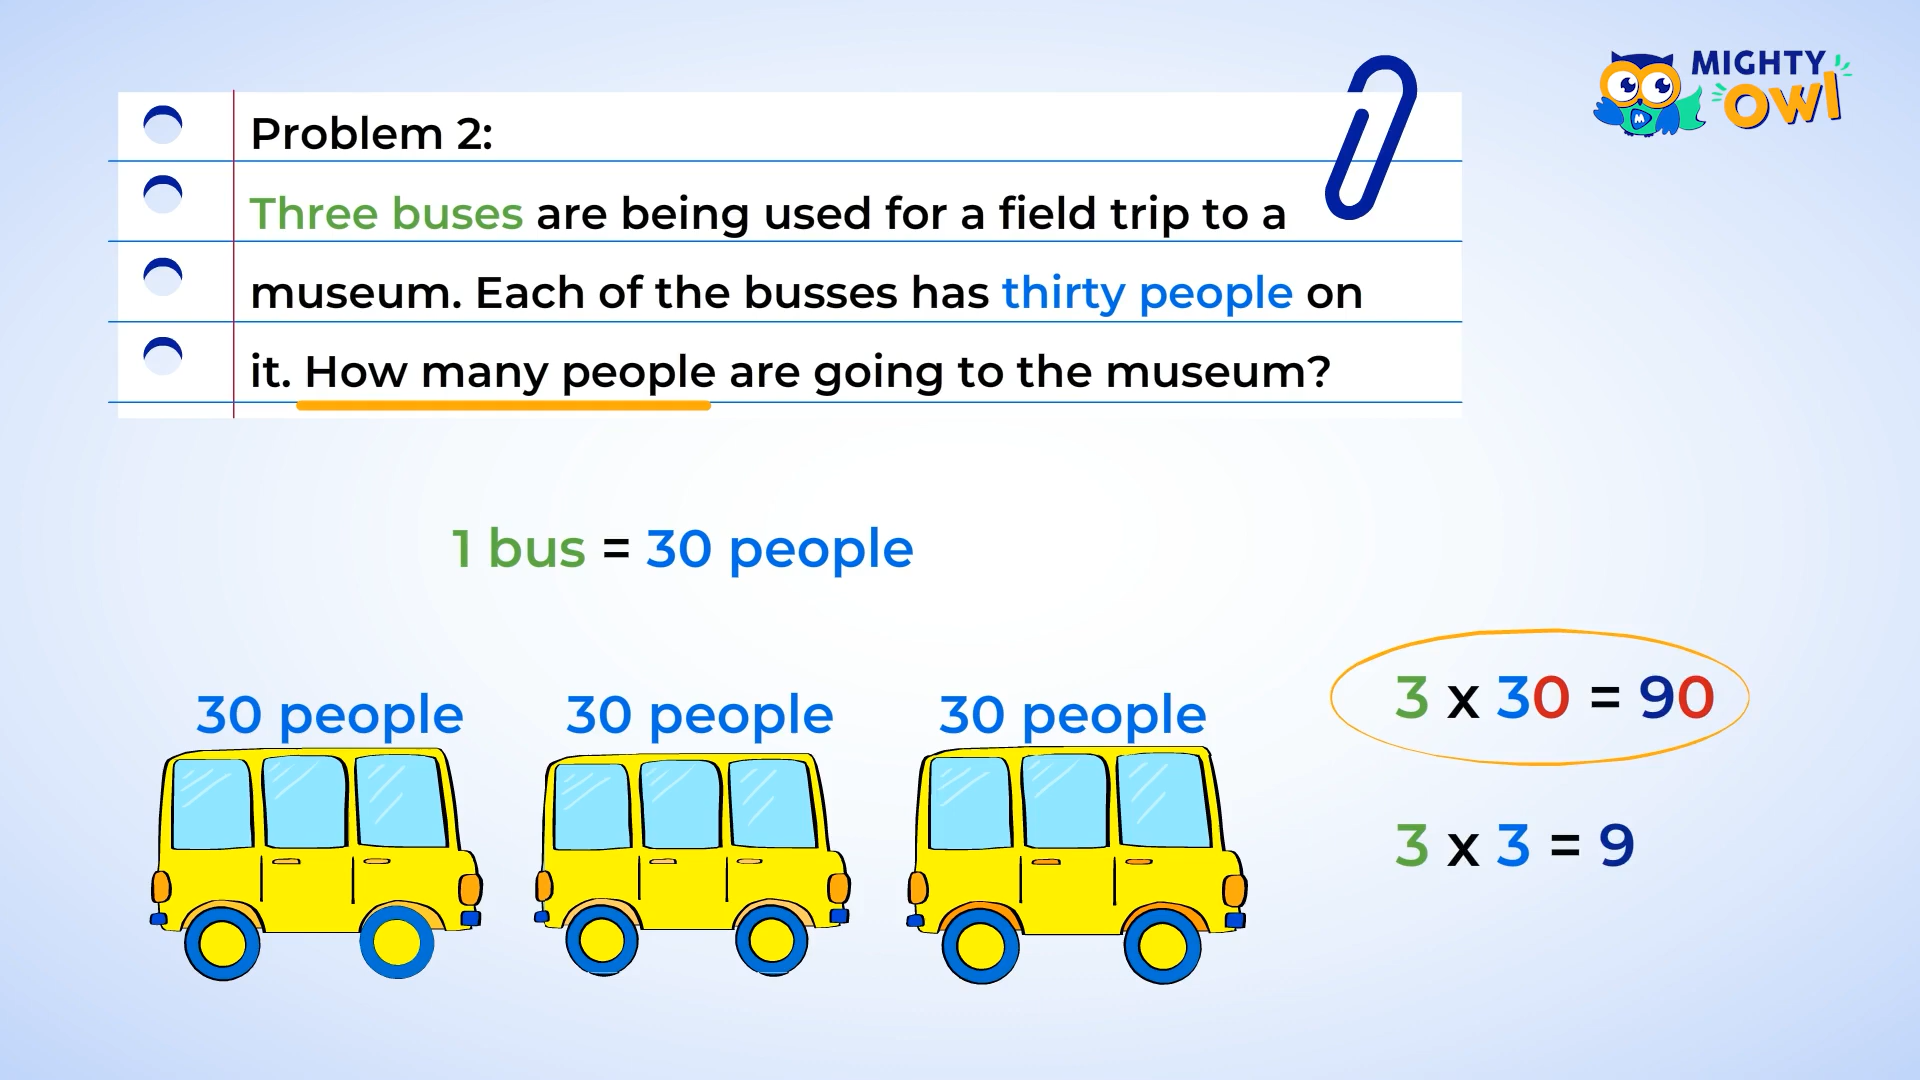 MIGHTY
OWl
Problem 2:
Three buses are being used for a field trip to a
museum. Each of the busses has thirty people on
it. How many people are going to the museum?
1 bus = 30 people
30 people 30 people 30 people
3 x 30 = 90
3 x 3 = 9